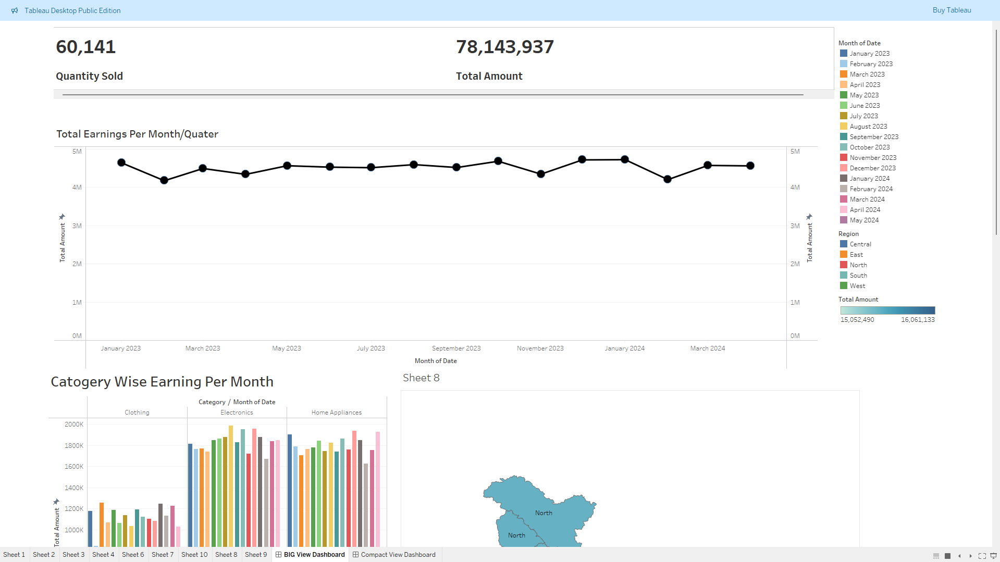 Tableau Desktop Public Edition
Buy Tableau
60,141
78,143,937
Quantity Sold
Total Amount
Month of Date
January 2023
February 2023
March 2023
April 2023
May 2023
June 2023
July 2023
August 2023
September 2023
October 2023
November 2023
December 2023
January 2024
February 2024
March 2024
April 2024
May 2024
Region
Central
East
North
South
West
Total Amount
15,052,490
16,061,133
Total Earnings Per Month/Quater
5M
4M
3M
2M
1M
0M
Total Amount
5M
4M
3M
2M
1M
0M
Total Amount
January 2023
March 2023
May 2023
July 2023
September 2023
November 2023
January 2024
March 2024
Month of Date
Catogery Wise Earning Per Month
Category / Month of Date
Clothing
Electronics
Home Appliances
2000K
1800K
1600K
1400K
1200K
1000K
Total Amount
Sheet 8
North
North
Sheet 1
Sheet 2
Sheet 3
Sheet 4
Sheet 6
Sheet 7
Sheet 10
Sheet 8
Sheet 9
BIG View Dashboard
Compact View Dashboard